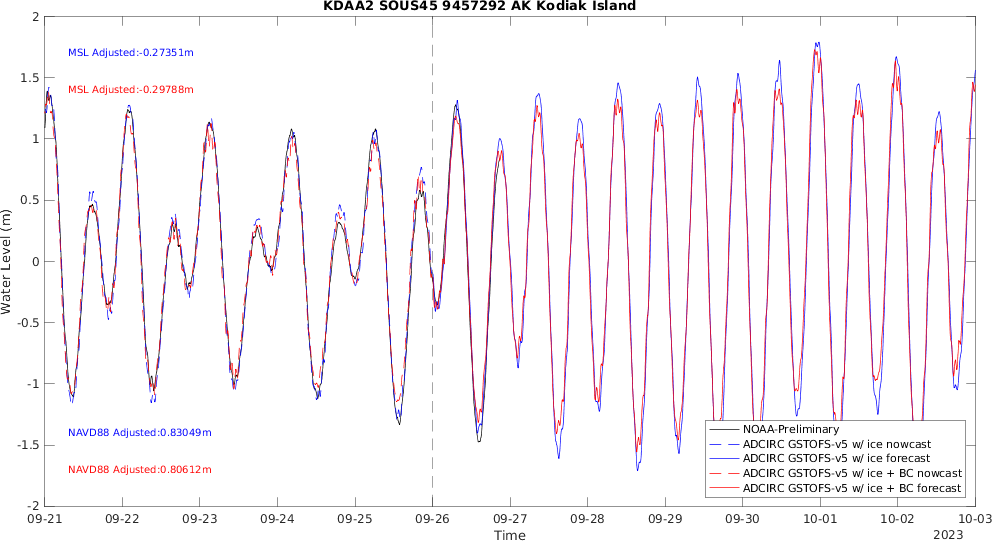 KDAA2 SOUS45 9457292 AK Kodiak Island
MSL Adjusted:-0.27351m
MSL Adjusted:-0.29788m
NAVD88 Adjusted:0.83049m
NAVD88 Adjusted:0.80612m
Water Level (m)
2
1.5
1
0.5
0
-0.5
-1
-1.5
-2
NOAA-Preliminary
ADCIRC GSTOFS-v5 w/ ice nowcast
ADCIRC GSTOFS-v5 w/ ice forecast
ADCIRC GSTOFS-v5 w/ ice + BC nowcast
ADCIRC GSTOFS-v5 w/ ice + BC forecast
09-21 09-22 09-23 09-24 09-25 09-26 09-27 09-28 09-29 09-30 10-01 10-02 10-03
Time
2023